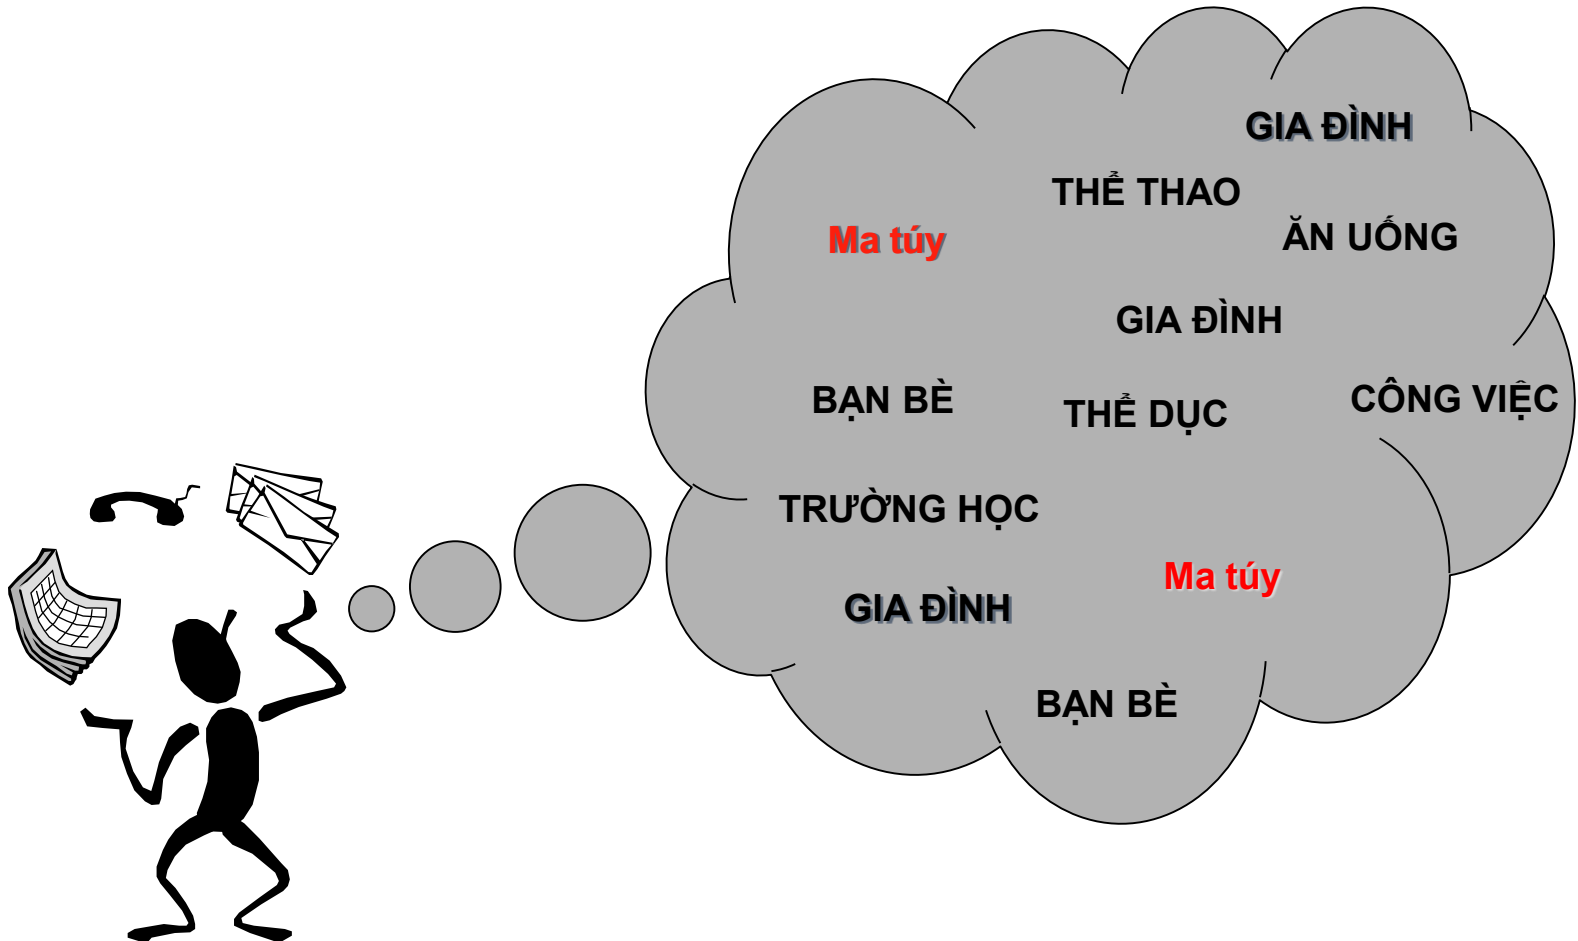 GIA ĐÌNH
THỂ THAO
Ma túy
ĂN UỐNG
GIA ĐÌNH
BẠN BÈ
THỂ DỤC
CÔNG VIỆC
TRƯỜNG HỌC
Ma túy
GIA ĐÌNH
BẠN BÈ